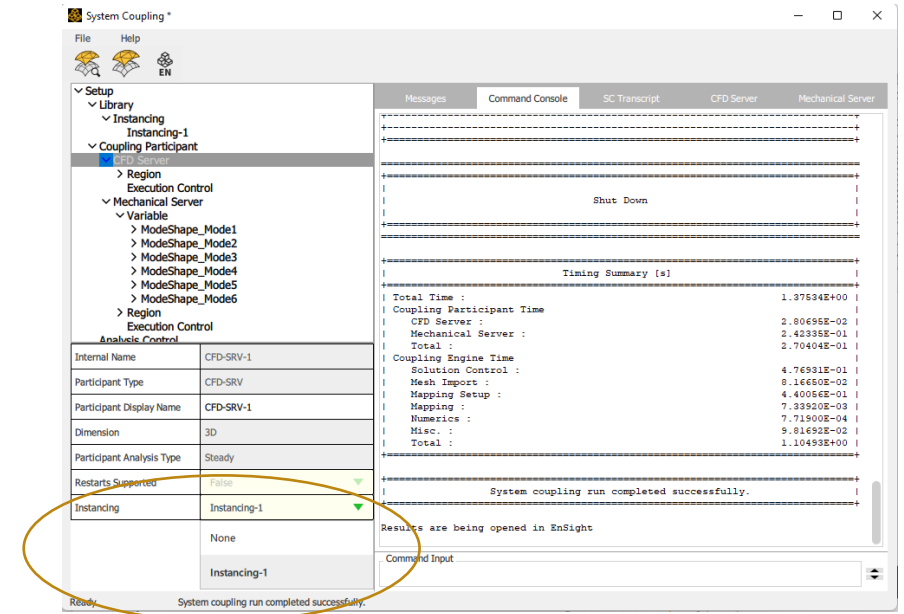 System Coupling *
File Help
EN
Setup
Library
Instancing
Instancing-1
Coupling Participant
CFD Server
Region
Execution Control
Mechanical Server
Variable
ModeShape_Mode1
ModeShape_Mode2
ModeShape_Mode3
ModeShape_Mode4
ModeShape_Mode5
ModeShape_Mode6
Region
Execution Control
Analysis Control
Internal Name CFD-SRV-1
Participant Type CFD-SRV
Participant Display Name CFD-SRV-1
Dimension 3D
Participant Analysis Type Steady
Restarts Supported False
Instancing Instancing-1
None
Instancing-1
Messages Command Console SC Transcript CFD Server Mechanical Server
Shut Down
Timing Summary [s]
Total Time : 1.37534E+00
Coupling Participant Time
CFD Server : 2.80695E-02
Mechanical Server : 2.42335E-01
Total : 2.70404E-01
Coupling Engine Time
Solution Control : 4.76931E-01
Mesh Import : 8.16650E-02
Mapping Setup : 4.40056E-01
Mapping : 7.33920E-03
Numerics : 7.71900E-04
Misc. : 9.81692E-02
Total : 1.10493E+00
System coupling run completed successfully.
Results are being opened in EnSight
Command Input
Ready System coupling run completed successfully.